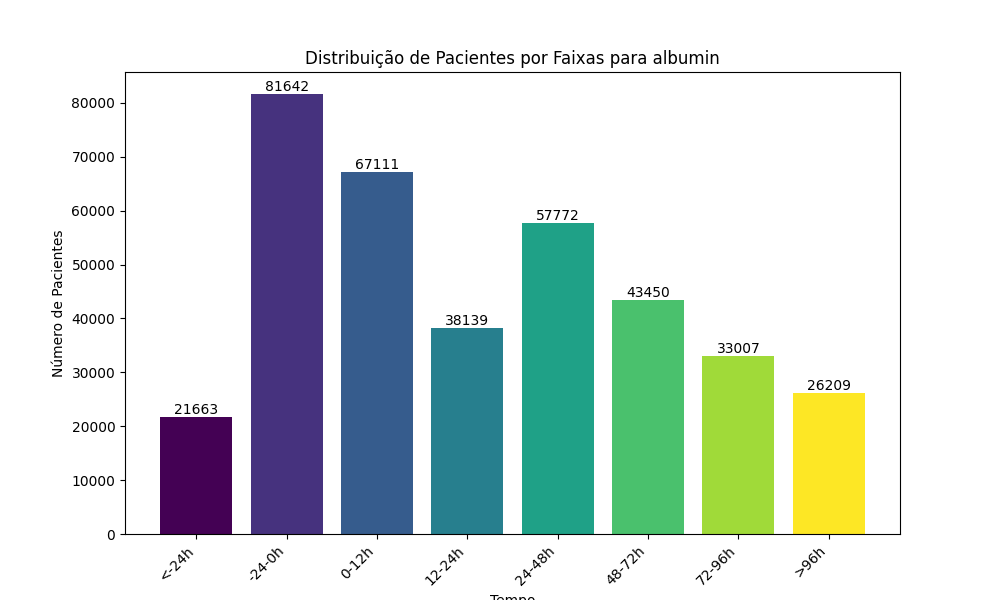 Distribuição de Pacientes por Faixas para albumin
Número de Pacientes
80000
70000
60000
50000
40000
30000
20000
10000
0
21663
81642
67111
38139
57772
43450
33007
26209
<-24h
-24-0h
0-12h
12-24h
24-48h
48-72h
72-96h
>96h
Tempo